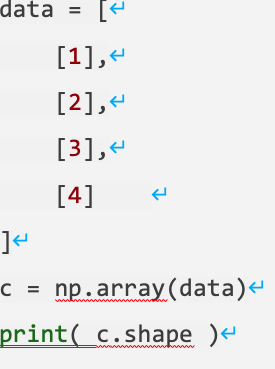 data = [↵
[1],↵
[2],↵
[3],↵
[4] ↵
]↵
c = np.array(data)↵
print( c.shape )↵